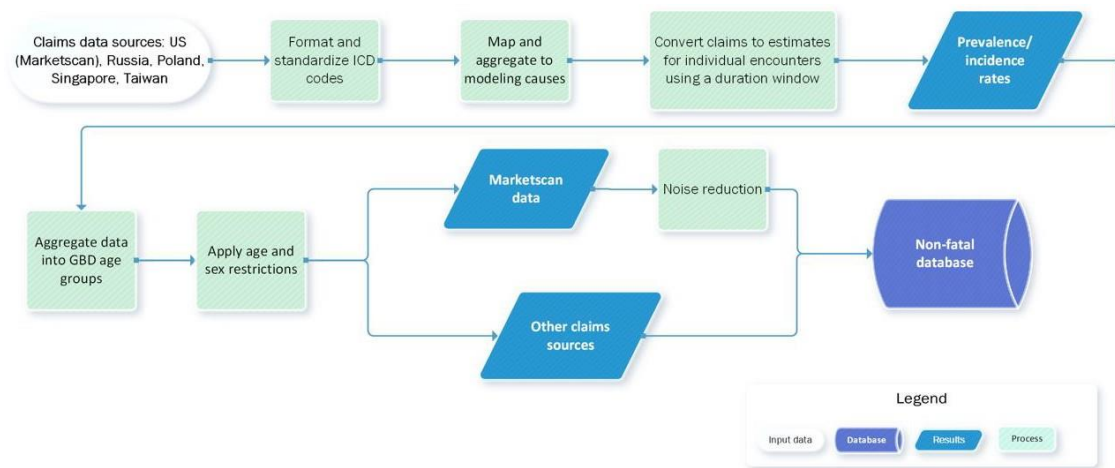 Claims data sources: US
(Marketscan), Russia, Poland,
Singapore, Taiwan
Format and
standardize ICD
codes
Map and
aggregate to
modeling causes
Convert claims to estimates
for individual encounters
using a duration window
Prevalence/
incidence
rates
Aggregate data
into GBD age
groups
Apply age and
sex restrictions
Marketscan
data
Noise reduction
Other claims
sources
Non-fatal
database
Legend
Input data
Database
Results
Process